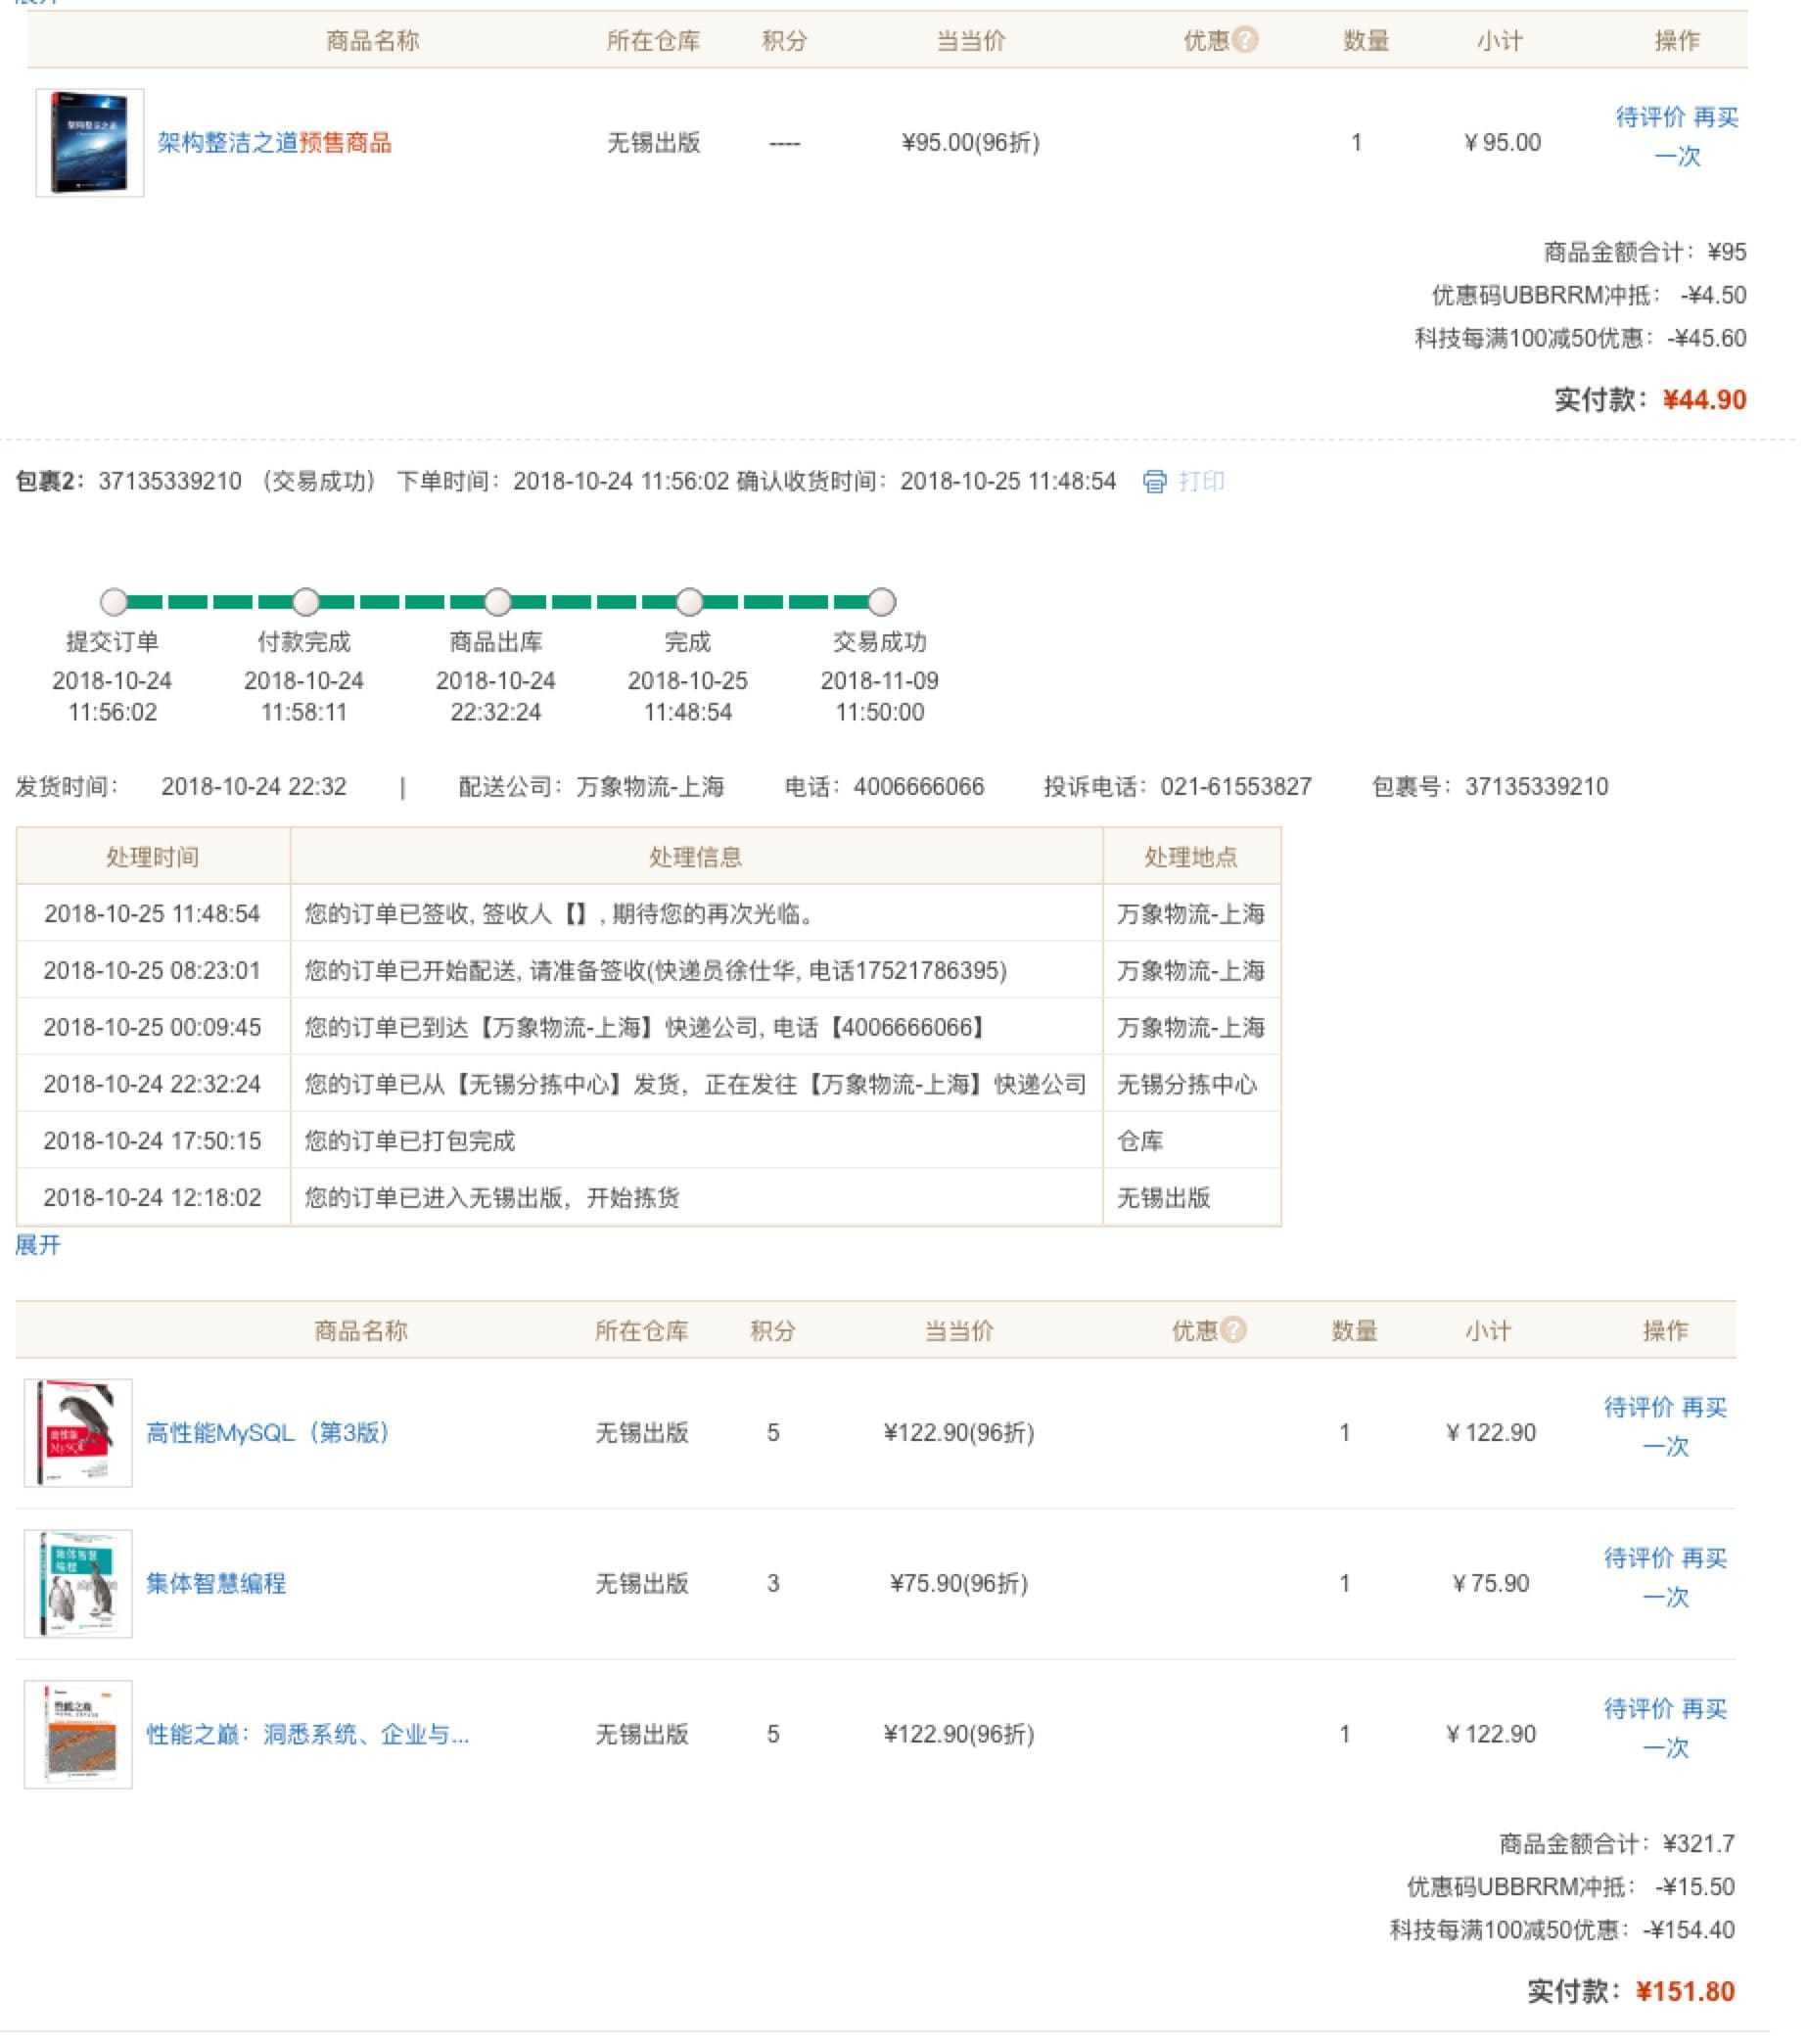 商品名称 所在仓库 积分 当当价 优惠? 数量 小计 操作
架构整洁之道预售商品 无锡出版 ---- ¥95.00(96折) 1 ¥ 95.00 待评价 再买
一次
商品金额合计： ¥95
优惠码UBBRRM冲抵： -¥4.50
科技每满100减50优惠： -¥45.60
实付款： ¥44.90
包裹2： 37135339210 （交易成功） 下单时间： 2018-10-24 11:56:02 确认收货时间： 2018-10-25 11:48:54 打印
提交订单 付款完成 商品出库 完成 交易成功
2018-10-24 2018-10-24 2018-10-24 2018-10-25 2018-11-09
11:56:02 11:58:11 22:32:24 11:48:54 11:50:00
发货时间： 2018-10-24 22:32 | 配送公司：万象物流-上海 电话：4006666066 投诉电话：021-61553827 包裹号：37135339210
处理时间 处理信息 处理地点
2018-10-25 11:48:54 您的订单已签收, 签收人【】, 期待您的再次光临。 万象物流-上海
2018-10-25 08:23:01 您的订单已开始配送, 请准备签收(快递员徐仕华, 电话17521786395) 万象物流-上海
2018-10-25 00:09:45 您的订单已到达【万象物流-上海】快递公司, 电话【4006666066】 万象物流-上海
2018-10-24 22:32:24 您的订单已从【无锡分拣中心】发货，正在发往【万象物流-上海】快递公司 无锡分拣中心
2018-10-24 17:50:15 您的订单已打包完成 仓库
2018-10-24 12:18:02 您的订单已进入无锡出版，开始拣货 无锡出版
展开
商品名称 所在仓库 积分 当当价 优惠? 数量 小计 操作
高性能MySQL（第3版） 无锡出版 5 ¥122.90(96折) 1 ¥ 122.90 待评价 再买
一次
集体智慧编程 无锡出版 3 ¥75.90(96折) 1 ¥ 75.90 待评价 再买
一次
性能之巅：洞悉系统、企业与... 无锡出版 5 ¥122.90(96折) 1 ¥ 122.90 待评价 再买
一次
商品金额合计： ¥321.7
优惠码UBBRRM冲抵： -¥15.50
科技每满100减50优惠： -¥154.40
实付款： ¥151.80